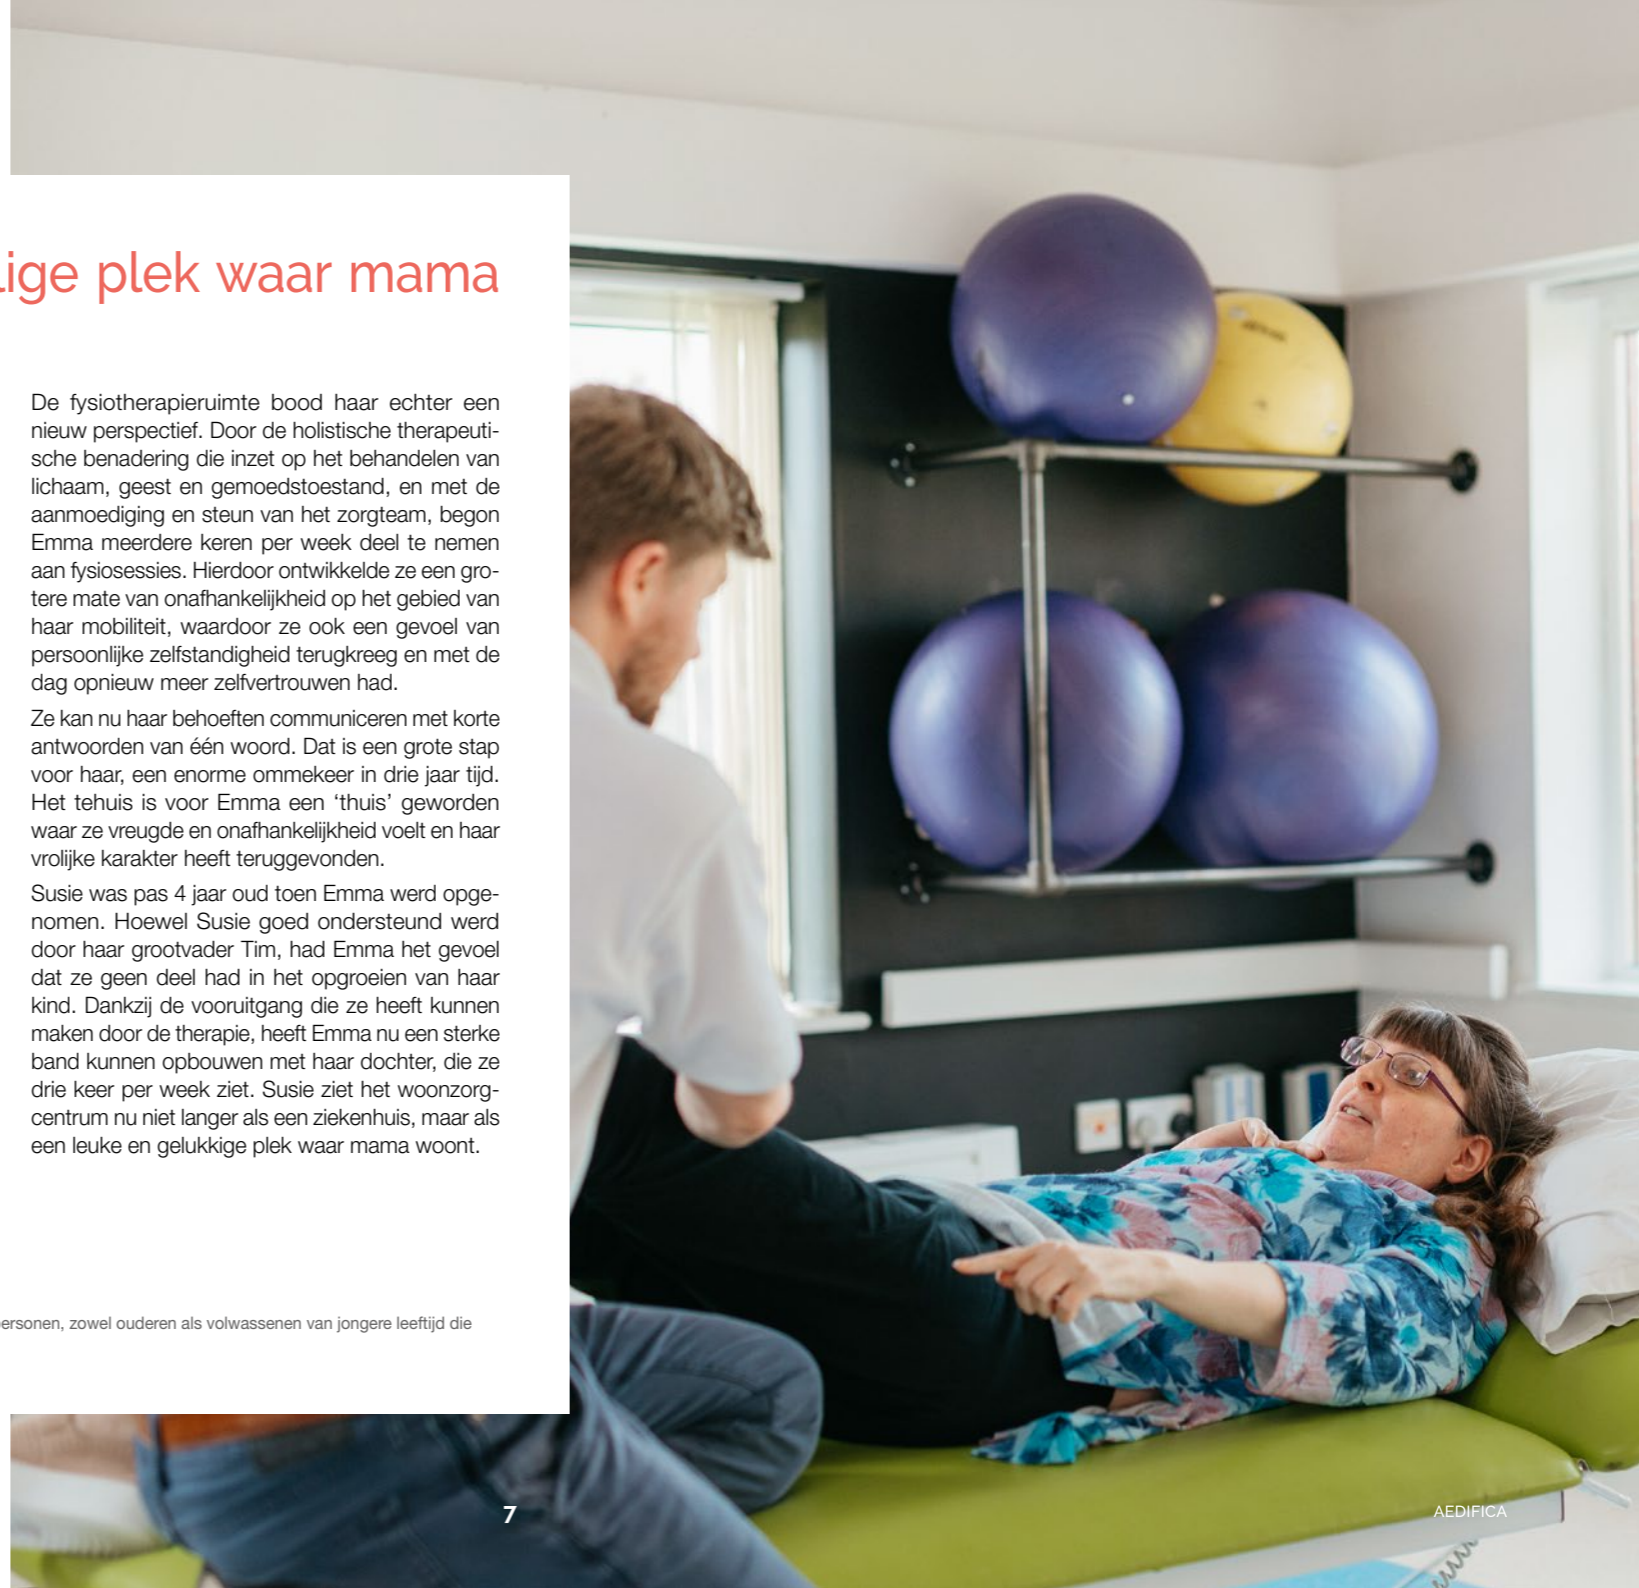 plek waar mama
De fysiotherapieruimte bood haar echter een
nieuw perspectief. Door de holistische therapeuti-
sche benadering die inzet op het behandelen van
lichaam, geest en gemoedstoestand, en met de
aanmoediging en steun van het zorgteam, begon
Emma meerdere keren per week deel te nemen
aan fysiosessies. Hierdoor ontwikkelde ze een gro-
tere mate van onafhankelijkheid op het gebied van
haar mobiliteit, waardoor ze ook een gevoel van
persoonlijke zelfstandigheid terugkreeg en met de
dag opnieuw meer zelfvertrouwen had.
Ze kan nu haar behoeften communiceren met korte
antwoorden van één woord. Dat is een grote stap
voor haar, een enorme ommekeer in drie jaar tijd.
Het tehuis is voor Emma een ‘thuis’ geworden
waar ze vreugde en onafhankelijkheid voelt en haar
vrolijke karakter heeft teruggevonden.
Susie was pas 4 jaar oud toen Emma werd opge-
nomen. Hoewel Susie goed ondersteund werd
door haar grootvader Tim, had Emma het gevoel
dat ze geen deel had in het opgroeien van haar
kind. Dankzij de vooruitgang die ze heeft kunnen
maken door de therapie, heeft Emma nu een sterke
band kunnen opbouwen met haar dochter, die ze
drie keer per week ziet. Susie ziet het woonzorg-
centrum nu niet langer als een ziekenhuis, maar als
een leuke en gelukkige plek waar mama woont.
zowel ouderen als volwassenen van jongere leeftijd die
7
AEDIFICA